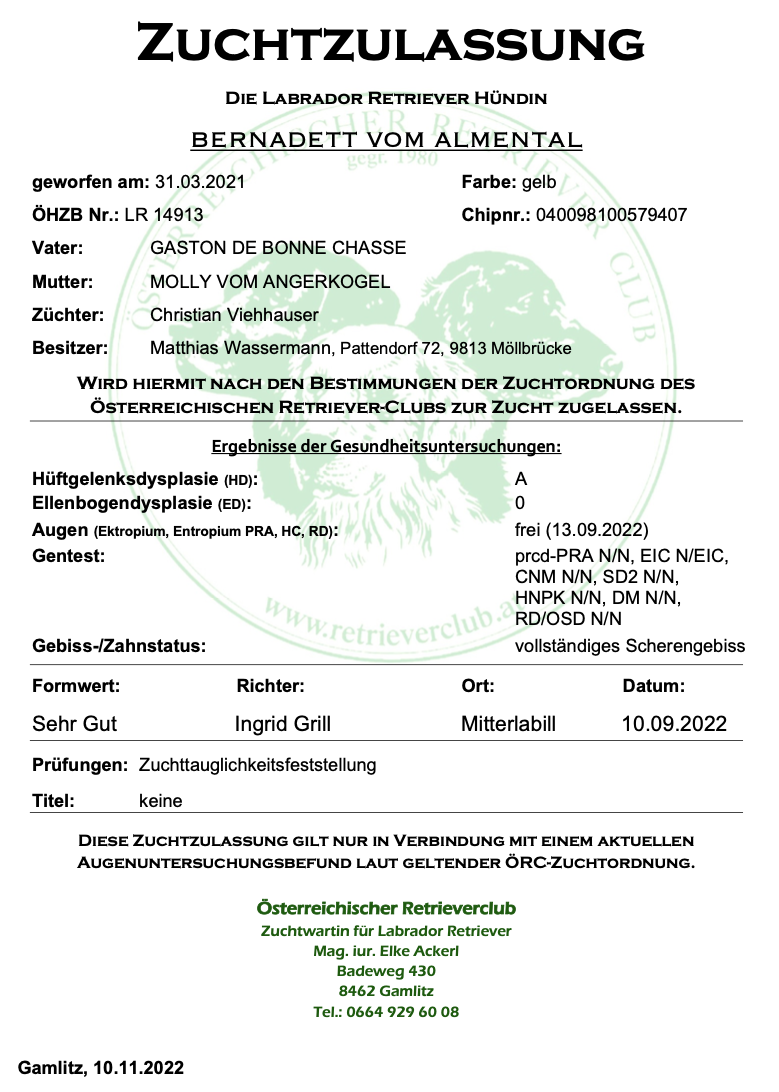 ZUCHTZULASSUNG
DIE LABRADOR RETRIEVER HÜNDIN
BERNADETT VOM ALMENTAL
ÖSTERREICHISCHER RETRIEVER CLUB
gegr. 1980
geworfen am: 31.03.2021 Farbe: gelb
ÖHZB Nr.: LR 14913 Chipnr.: 040098100579407
Vater: GASTON DE BONNE CHASSE
Mutter: MOLLY VOM ANGERKOGEL
Züchter: Christian Viehhauser
Besitzer: Matthias Wassermann, Pattendorf 72, 9813 Möllbrücke
WIRD HIERMIT NACH DEN BESTIMMUNGEN DER ZUCHTORDNUNG DES
ÖSTERREICHISCHEN RETRIEVER-CLUBS ZUR ZUCHT ZUGELASSEN.
Ergebnisse der Gesundheitsuntersuchungen:
Hüftgelenksdysplasie (HD): A
Ellenbogendysplasie (ED): 0
Augen (Ektropium, Entropium PRA, HC, RD): frei (13.09.2022)
Gentest: prcd-PRA N/N, EIC N/EIC,
CNM N/N, SD2 N/N,
HNPK N/N, DM N/N,
RD/OSD N/N
www.retrieverclub.at
Gebiss-/Zahnstatus: vollständiges Scherengebiss
Formwert: Richter: Ort: Datum:
Sehr Gut Ingrid Grill Mitterlabill 10.09.2022
Prüfungen: Zuchttauglichkeitsfeststellung
Titel: keine
DIESE ZUCHTZULASSUNG GILT NUR IN VERBINDUNG MIT EINEM AKTUELLEN
AUGENUNTERSUCHUNGSBEFUND LAUT GELTENDER ÖRC-ZUCHTORDNUNG.
Österreichischer Retrieverclub
Zuchtwartin für Labrador Retriever
Mag. iur. Elke Ackerl
Badeweg 430
8462 Gamlitz
Tel.: 0664 929 60 08
Gamlitz, 10.11.2022